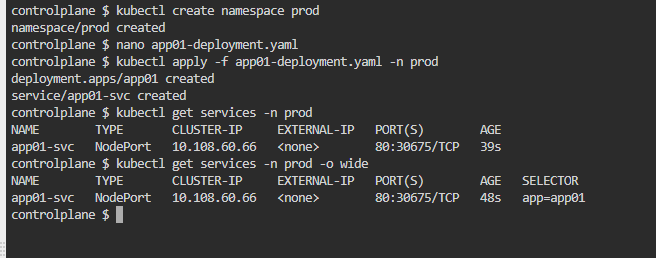 controlplane $ kubectl create namespace prod
namespace/prod created
controlplane $ nano app01-deployment.yaml
controlplane $ kubectl apply -f app01-deployment.yaml -n prod
deployment.apps/app01 created
service/app01-svc created
controlplane $ kubectl get services -n prod
NAME        TYPE       CLUSTER-IP     EXTERNAL-IP   PORT(S)        AGE
app01-svc   NodePort   10.108.60.66   <none>        80:30675/TCP   39s
controlplane $ kubectl get services -n prod -o wide
NAME        TYPE       CLUSTER-IP     EXTERNAL-IP   PORT(S)        AGE   SELECTOR
app01-svc   NodePort   10.108.60.66   <none>        80:30675/TCP   48s   app=app01
controlplane $